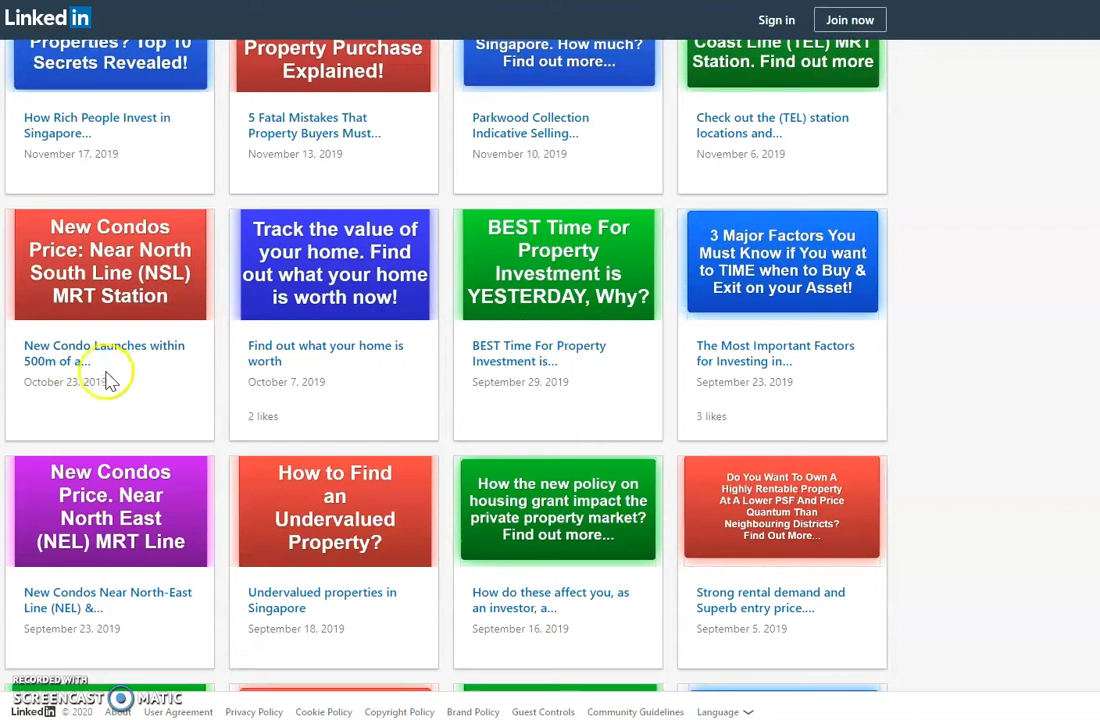 Linked in
Sign in
Join now
Properties? Top 10
Secrets Revealed!
Property Purchase
Explained!
Singapore. How much?
Find out more...
Coast Line (TEL) MRT
Station. Find out more
How Rich People Invest in
Singapore...
November 17, 2019
5 Fatal Mistakes That
Property Buyers Must...
November 13, 2019
Parkwood Collection
Indicative Selling...
November 10, 2019
Check out the (TEL) station
locations and...
November 6, 2019
New Condos
Price: Near North
South Line (NSL)
MRT Station
Track the value of
your home. Find
out what your home
is worth now!
BEST Time For
Property
Investment is
YESTERDAY, Why?
3 Major Factors You
Must Know if You want
to TIME when to Buy &
Exit on your Asset!
New Condo Launches within
500m of a...
October 23, 2019
Find out what your home is
worth
October 7, 2019
2 likes
BEST Time For Property
Investment is...
September 29, 2019
The Most Important Factors
for Investing in...
September 23, 2019
3 likes
New Condos
Price. Near
North East
(NEL) MRT Line
How to Find
an
Undervalued
Property?
How the new policy on
housing grant impact the
private property market?
Find out more...
Do You Want To Own A
Highly Rentable Property
At A Lower PSF And Price
Quantum Than
Neighbouring Districts?
Find Out More...
New Condos Near North-East
Line (NEL) &...
September 23, 2019
Undervalued properties in
Singapore
September 18, 2019
How do these affect you, as
an investor, a...
September 16, 2019
Strong rental demand and
Superb entry price....
September 5, 2019
RECORDED WITH
SCREENCAST MATIC
Linked in © 2020 About User Agreement Privacy Policy Cookie Policy Copyright Policy Brand Policy Guest Controls Community Guidelines Language